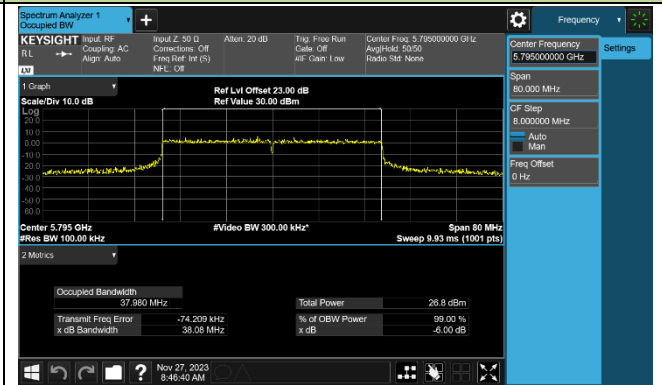 Spectrum Analyzer 1
Occupied BW
+
Frequency
KEYSIGHT
RL
LXI
Input: RF
Coupling: AC
Align: Auto
Input Z: 50 Ω
Corrections: Off
Freq Ref: Int (S)
NFE: Off
Atten: 20 dB
Trig: Free Run
Gate: Off
#IF Gain: Low
Center Freq: 5.795000000 GHz
Avg|Hold: 50/50
Radio Std: None
Center Frequency
5.795000000 GHz
Settings
Span
80.000 MHz
CF Step
8.000000 MHz
Auto
Man
Freq Offset
0 Hz
1 Graph
Scale/Div 10.0 dB
Ref Lvl Offset 23.00 dB
Ref Value 30.00 dBm
Log
20.0
10.0
0.00
-10.0
-20.0
-30.0
-40.0
-50.0
-60.0
Center 5.795 GHz
#Video BW 300.00 kHz*
Span 80 MHz
#Res BW 100.00 kHz
Sweep 9.93 ms (1001 pts)
2 Metrics
Occupied Bandwidth
37.980 MHz
Total Power 26.8 dBm
Transmit Freq Error -74.209 kHz
% of OBW Power 99.00 %
x dB Bandwidth 38.08 MHz
x dB -6.00 dB
?
Nov 27, 2023
8:46:40 AM